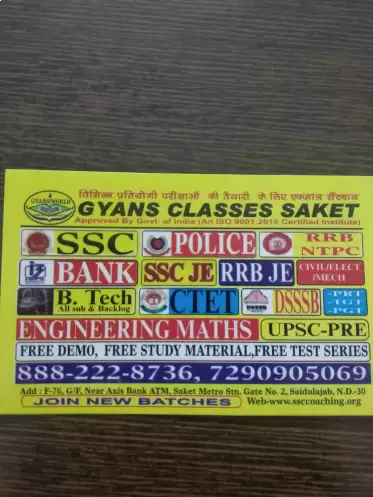 GYANSWORLD
विभिन्न प्रतियोगी परीक्षाओं की तैयारी के लिए एकमात्र संस्थान
GYANS CLASSES SAKET
Approved By Govt. of India (An ISO 9001:2015 Certified Institute)
SSC POLICE RRB NTPC
BANK SSC JE RRB JE CIVIL/ELECT /MECH
B. Tech All sub & Backlog CTET DSSSB -PRT -TGT -PGT
ENGINEERING MATHS UPSC-PRE
FREE DEMO, FREE STUDY MATERIAL,FREE TEST SERIES
888-222-8736, 7290905069
Add : F-76, G/F, Near Axis Bank ATM, Saket Metro Stn. Gate No. 2, Saidulajab, N.D.-30
JOIN NEW BATCHES Web-www.ssccoaching.org